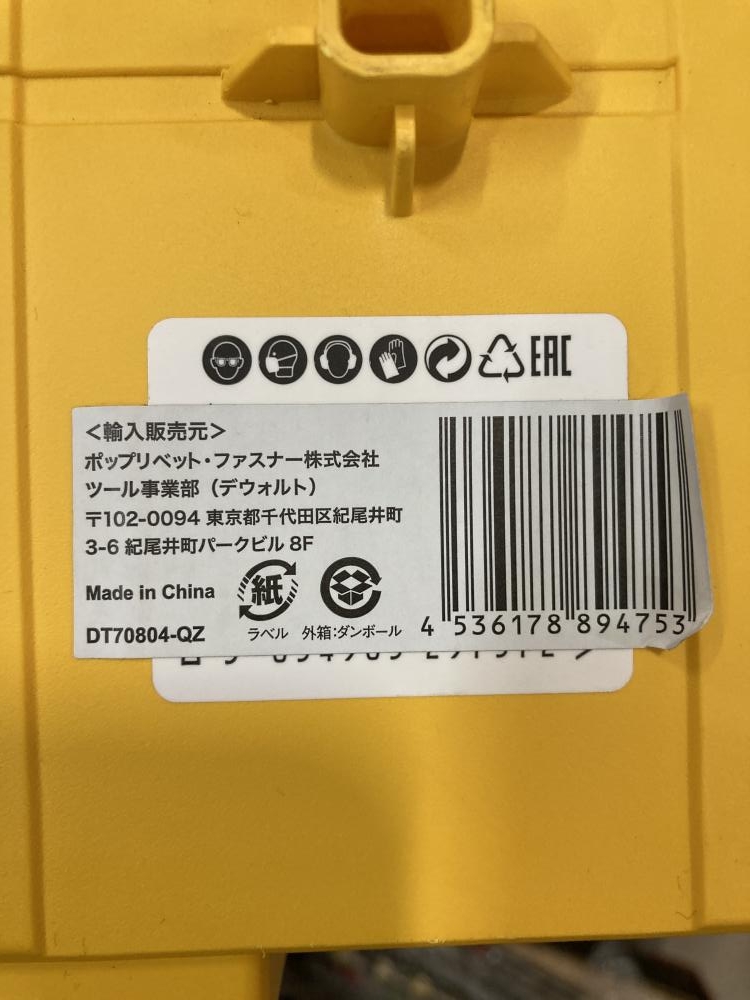 EAC
<輸入販売元>
ポップリベット・ファスナー株式会社
ツール事業部（デウォルト）
〒102-0094 東京都千代田区紀尾井町
3-6 紀尾井町パークビル 8F
Made in China
紙
ラベル 外箱:ダンボール
DT70804-QZ
4 536178 894753